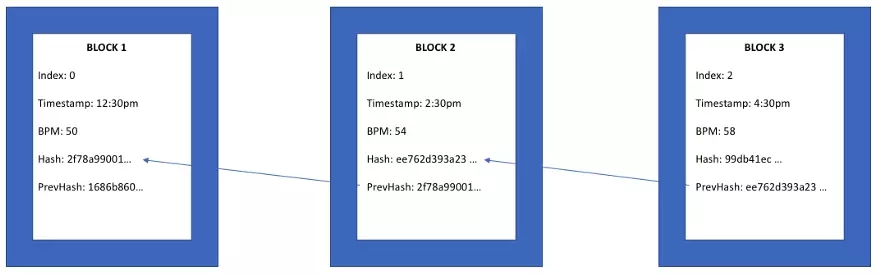 BLOCK 1
Index: 0
Timestamp: 12:30pm
BPM: 50
Hash: 2f78a99001...
PrevHash: 1686b860...
BLOCK 2
Index: 1
Timestamp: 2:30pm
BPM: 54
Hash: ee762d393a23 ...
PrevHash: 2f78a99001...
BLOCK 3
Index: 2
Timestamp: 4:30pm
BPM: 58
Hash: 99db41ec ...
PrevHash: ee762d393a23 ...